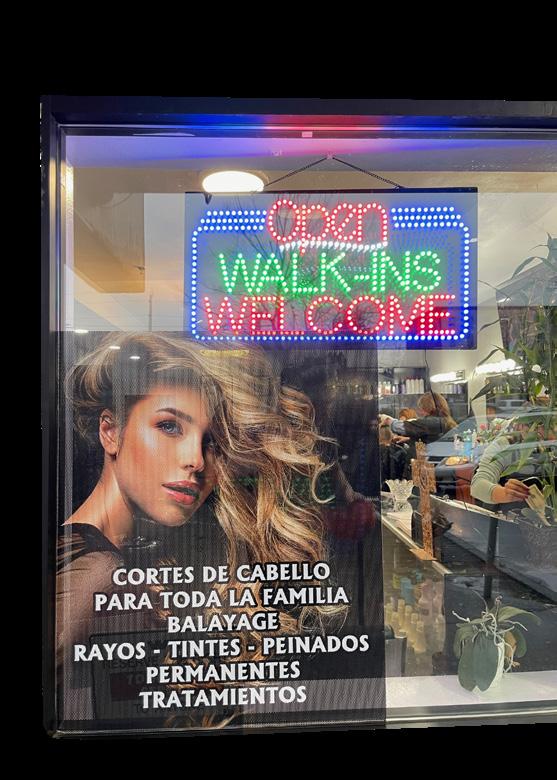 Open
WALK-INS
WELCOME
CORTES DE CABELLO
PARA TODA LA FAMILIA
BALAYAGE
RAYOS - TINTES - PEINADOS
PERMANENTES
TRATAMIENTOS